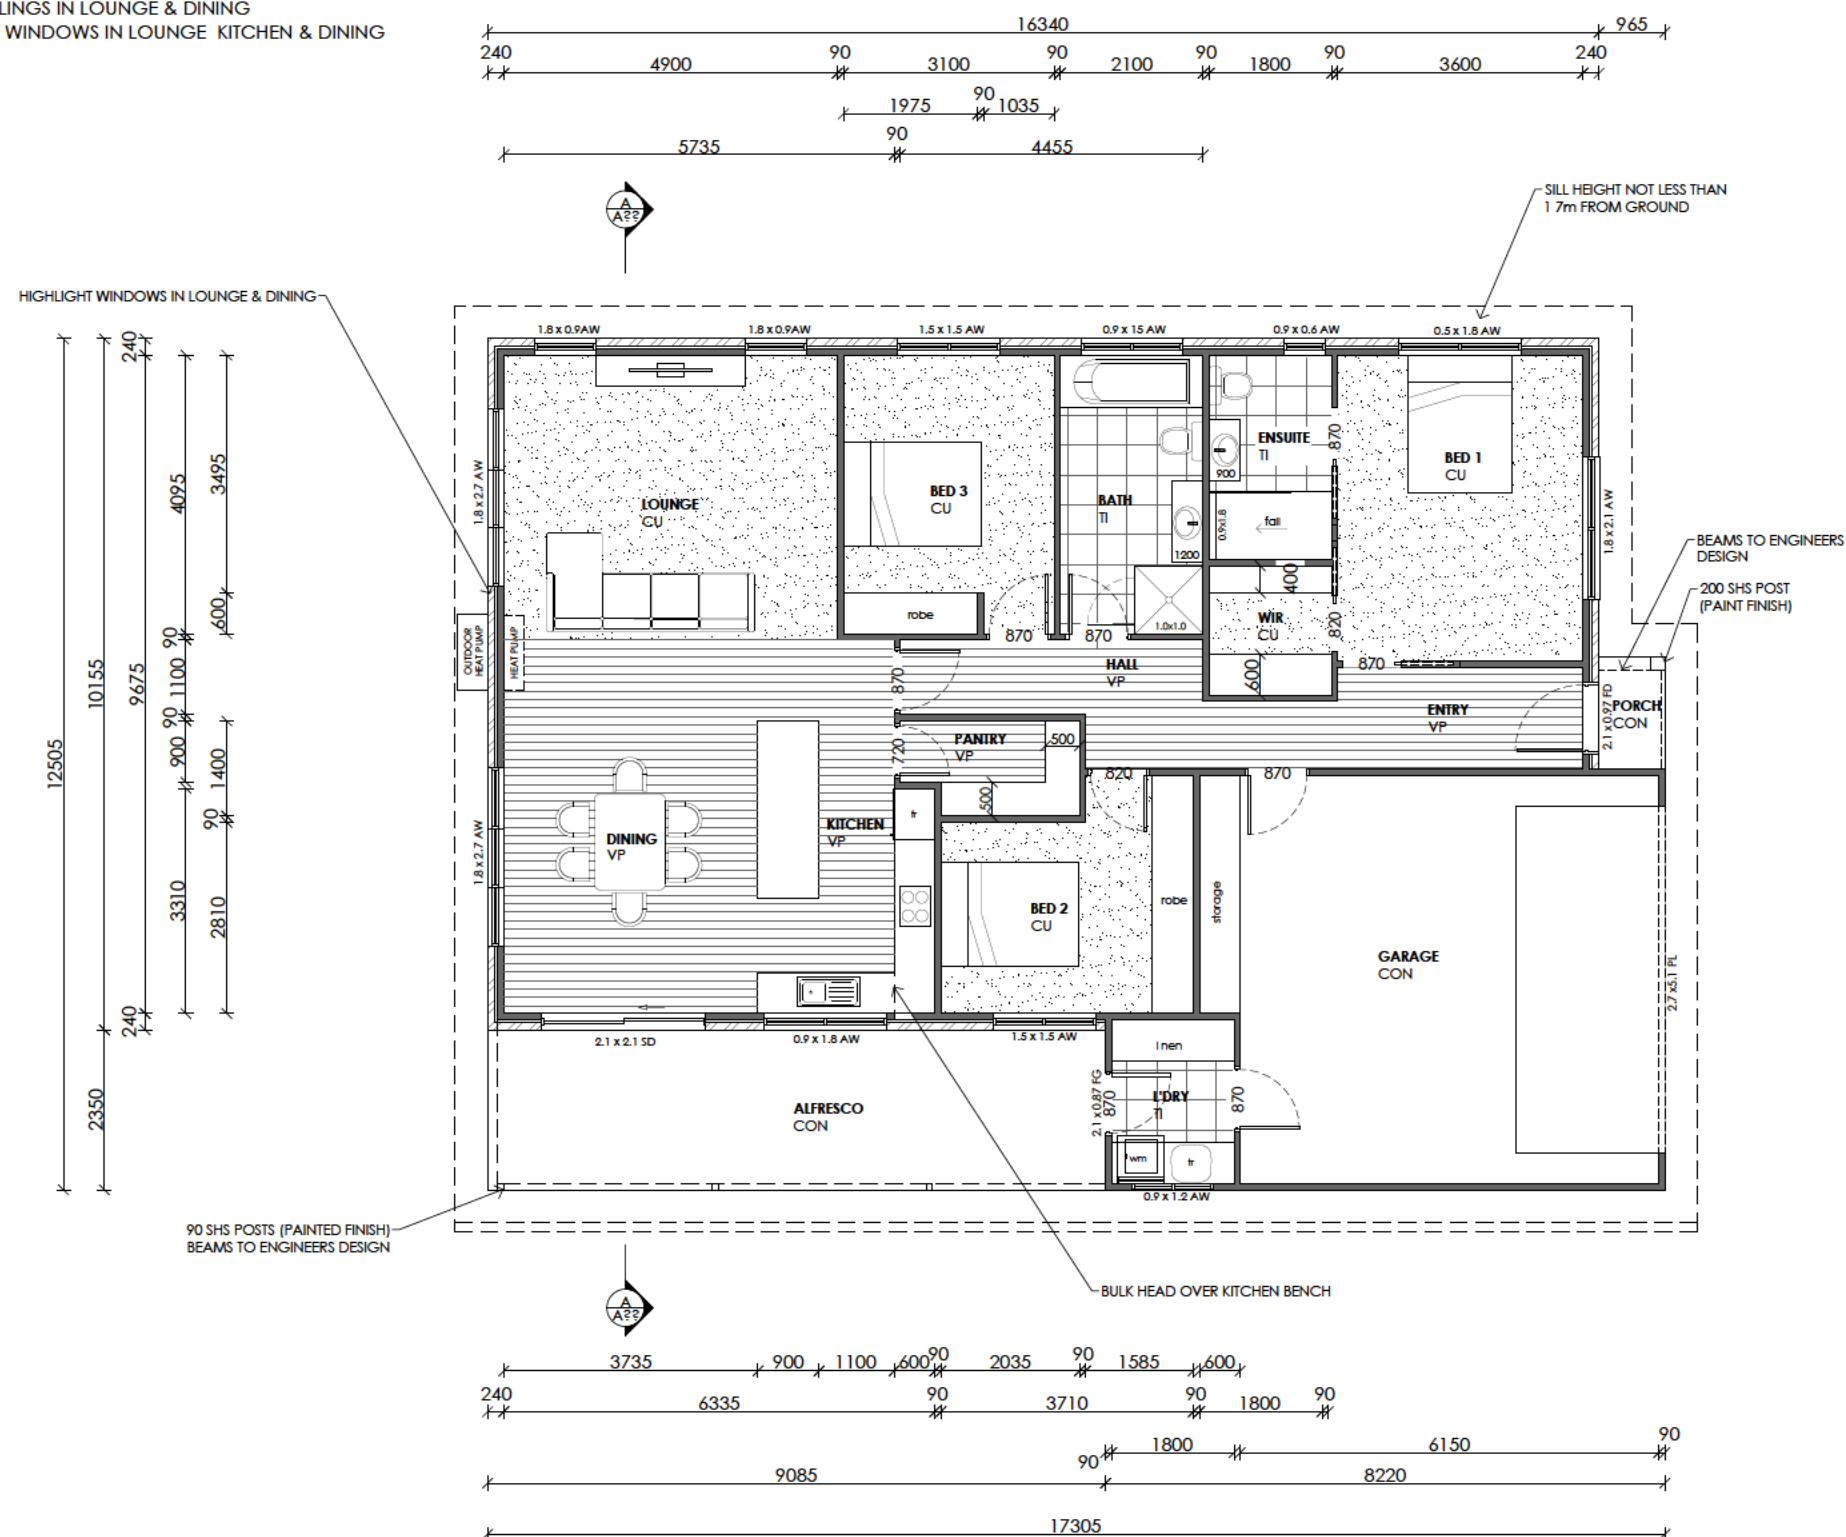 LINGS IN LOUNGE & DINING
WINDOWS IN LOUNGE KITCHEN & DINING
16340
965
240
4900
90
3100
90
2100
90
1800
90
3600
240
1975
90
1035
5735
90
4455
A
A??
SILL HEIGHT NOT LESS THAN
1 7m FROM GROUND
HIGHLIGHT WINDOWS IN LOUNGE & DINING
1.8 x 0.9AW
1.8 x 0.9AW
1.5 x 1.5 AW
0.9 x 15 AW
0.9 x 0.6 AW
0.5 x 1.8 AW
12505
10155
2350
240
9675
240
4095
90
1100
90
900
3310
3495
600
1400
90
2810
1.8 x 2.7 AW
LOUNGE
CU
BED 3
CU
robe
870
BATH
TI
1200
1.0x1.0
870
ENSUITE
TI
900
870
0.9x1.8
fall
400
WIR
CU
820
600
BED 1
CU
870
1.8 x 2.1 AW
BEAMS TO ENGINEERS
DESIGN
200 SHS POST
(PAINT FINISH)
OUTDOOR
HEAT PUMP
HEAT PUMP
HALL
VP
870
ENTRY
VP
2.1 x 0.97 FD
PORCH
CON
PANTRY
VP
720
500
500
820
870
1.8 x 2.7 AW
DINING
VP
KITCHEN
VP
fr
BED 2
CU
robe
storage
GARAGE
CON
2.7 x5.1 PL
2.1 x 2.1 SD
0.9 x 1.8 AW
1.5 x 1.5 AW
l nen
2.1 x 0.87 FG
870
L'DRY
TI
870
wm
tr
0.9 x 1.2 AW
ALFRESCO
CON
90 SHS POSTS (PAINTED FINISH)
BEAMS TO ENGINEERS DESIGN
BULK HEAD OVER KITCHEN BENCH
A
A??
3735
900
1100
600
90
2035
90
1585
600
240
6335
90
3710
90
1800
90
1800
6150
90
9085
90
8220
17305